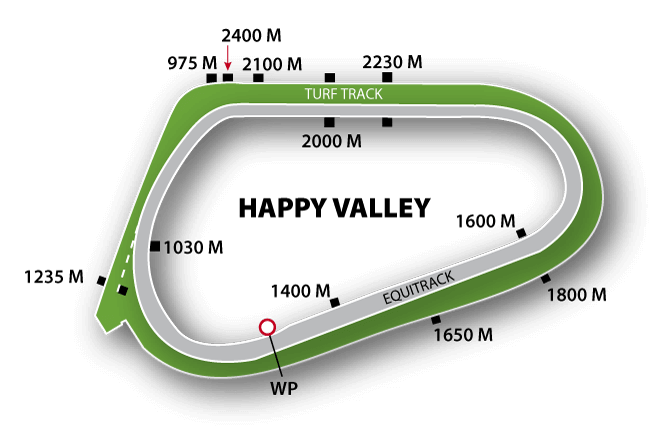 2400 M
975 M
2100 M
2230 M
TURF TRACK
2000 M
HAPPY VALLEY
1600 M
1030 M
1235 M
1400 M
EQUITRACK
1800 M
1650 M
WP